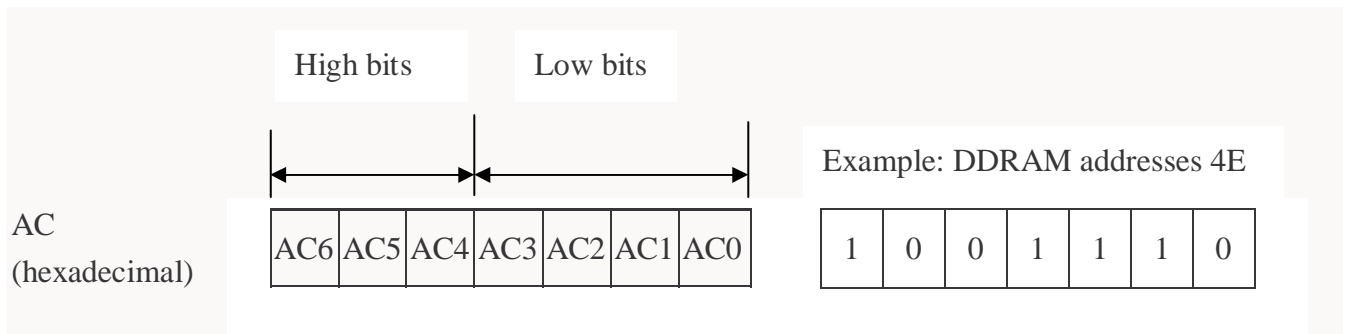 High bits Low bits
Example: DDRAM addresses 4E
AC
(hexadecimal)
AC6 AC5 AC4 AC3 AC2 AC1 AC0 1 0 0 1 1 1 0